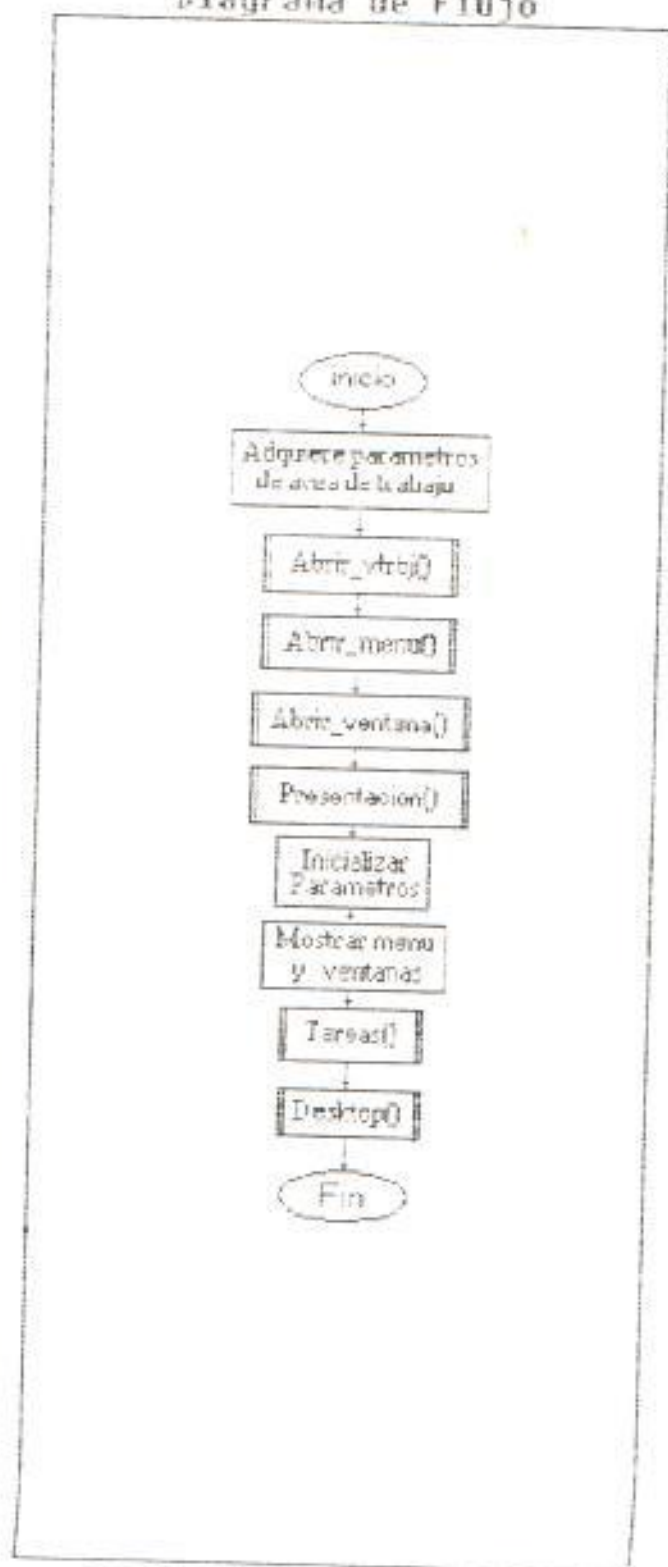 Diagrama de Flujo
inicio
Adquiere parametros
de area de trabajo
Abrir_vtrbj()
Abrir_menu()
Abrir_ventana()
Presentacion()
Inicializar
Parametros
Mostrar menu
y ventanas
Tareas()
Desktop()
Fin